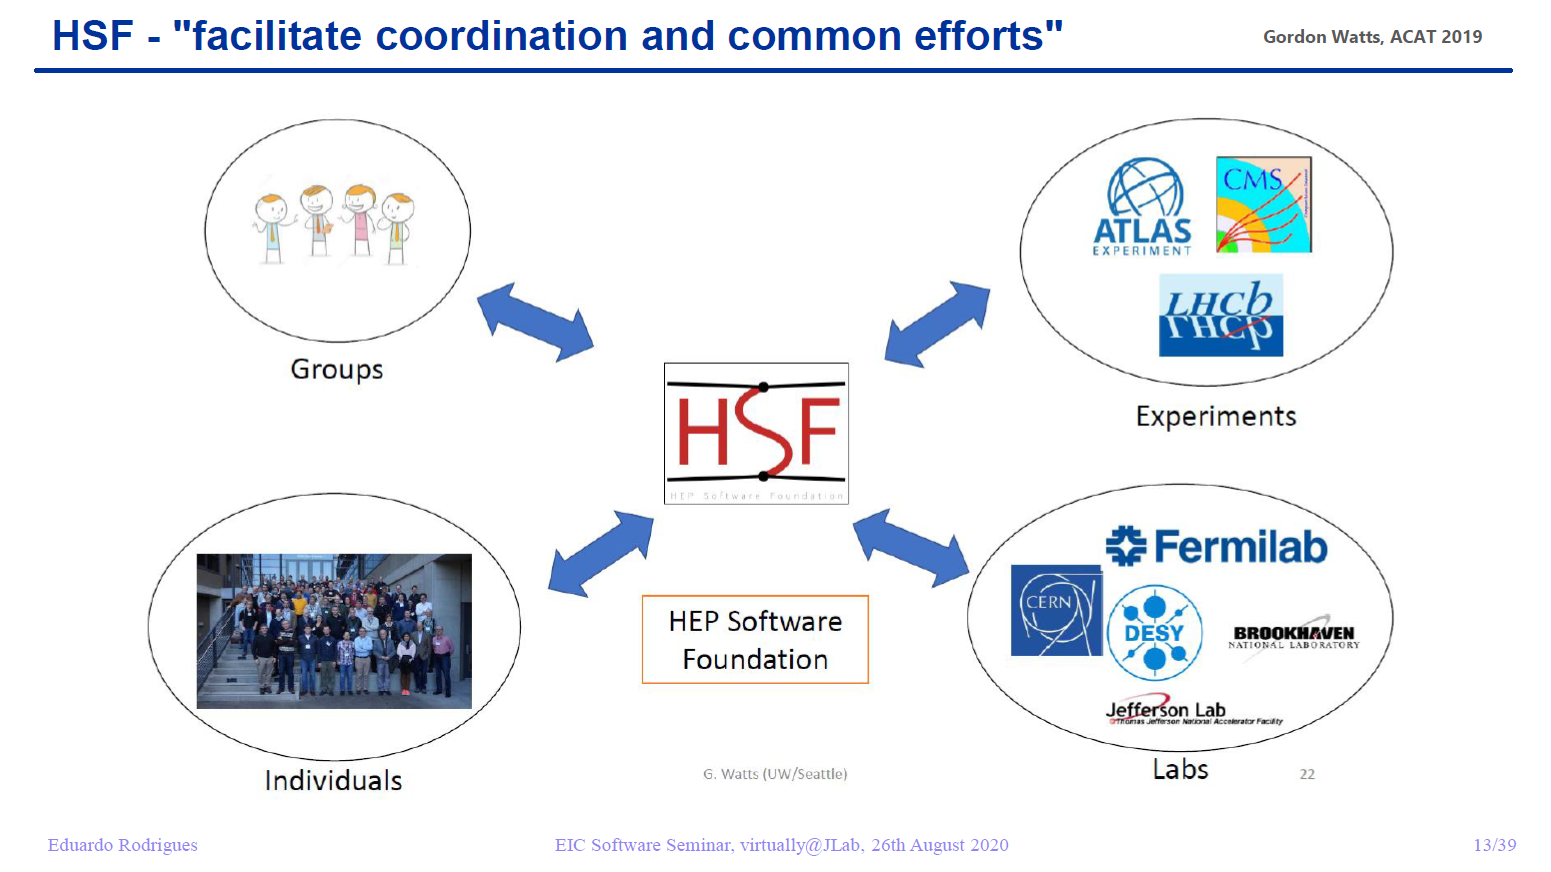 HSF - "facilitate coordination and common efforts"
Gordon Watts, ACAT 2019
ATLAS
EXPERIMENT
CMS
LHCb
Groups
Experiments
HSF
HEP Software Foundation
Fermilab
CERN
DESY
BROOKHAVEN
NATIONAL LABORATORY
Jefferson Lab
Thomas Jefferson National Accelerator Facility
HEP Software
Foundation
Individuals
Labs
G. Watts (UW/Seattle)
22
Eduardo Rodrigues
EIC Software Seminar, virtually@JLab, 26th August 2020
13/39